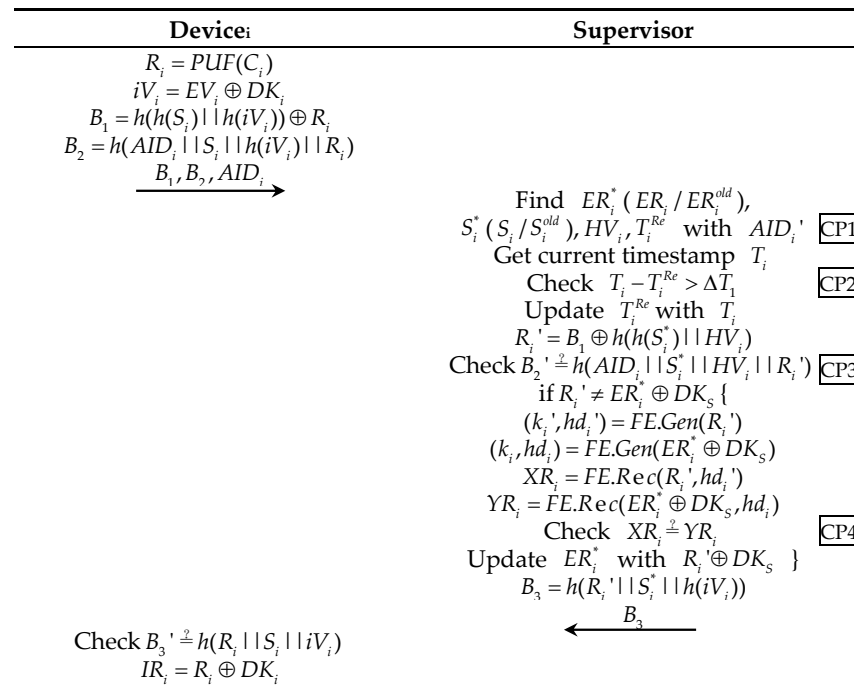 Deviceᵢ Supervisor
R_i = PUF(C_i)
iV_i = EV_i ⊕ DK_i
B_1 = h(h(S_i) || h(iV_i)) ⊕ R_i
B_2 = h(AID_i || S_i || h(iV_i) || R_i)
B_1, B_2, AID_i
Find ER_i^* (ER_i / ER_i^{old}),
S_i^* (S_i / S_i^{old}), HV_i, T_i^{Re} with AID_i' CP1
Get current timestamp T_i
Check T_i − T_i^{Re} > ΔT_1 CP2
Update T_i^{Re} with T_i
R_i' = B_1 ⊕ h(h(S_i^*) || HV_i)
Check B_2' ≟ h(AID_i || S_i^* || HV_i || R_i') CP3
if R_i' ≠ ER_i^* ⊕ DK_S {
(k_i', hd_i') = FE.Gen(R_i')
(k_i, hd_i) = FE.Gen(ER_i^* ⊕ DK_S)
XR_i = FE.Rec(R_i', hd_i')
YR_i = FE.Rec(ER_i^* ⊕ DK_S, hd_i)
Check XR_i ≟ YR_i CP4
Update ER_i^* with R_i' ⊕ DK_S }
B_3 = h(R_i' || S_i^* || h(iV_i))
B_3
Check B_3' ≟ h(R_i || S_i || iV_i)
IR_i = R_i ⊕ DK_i